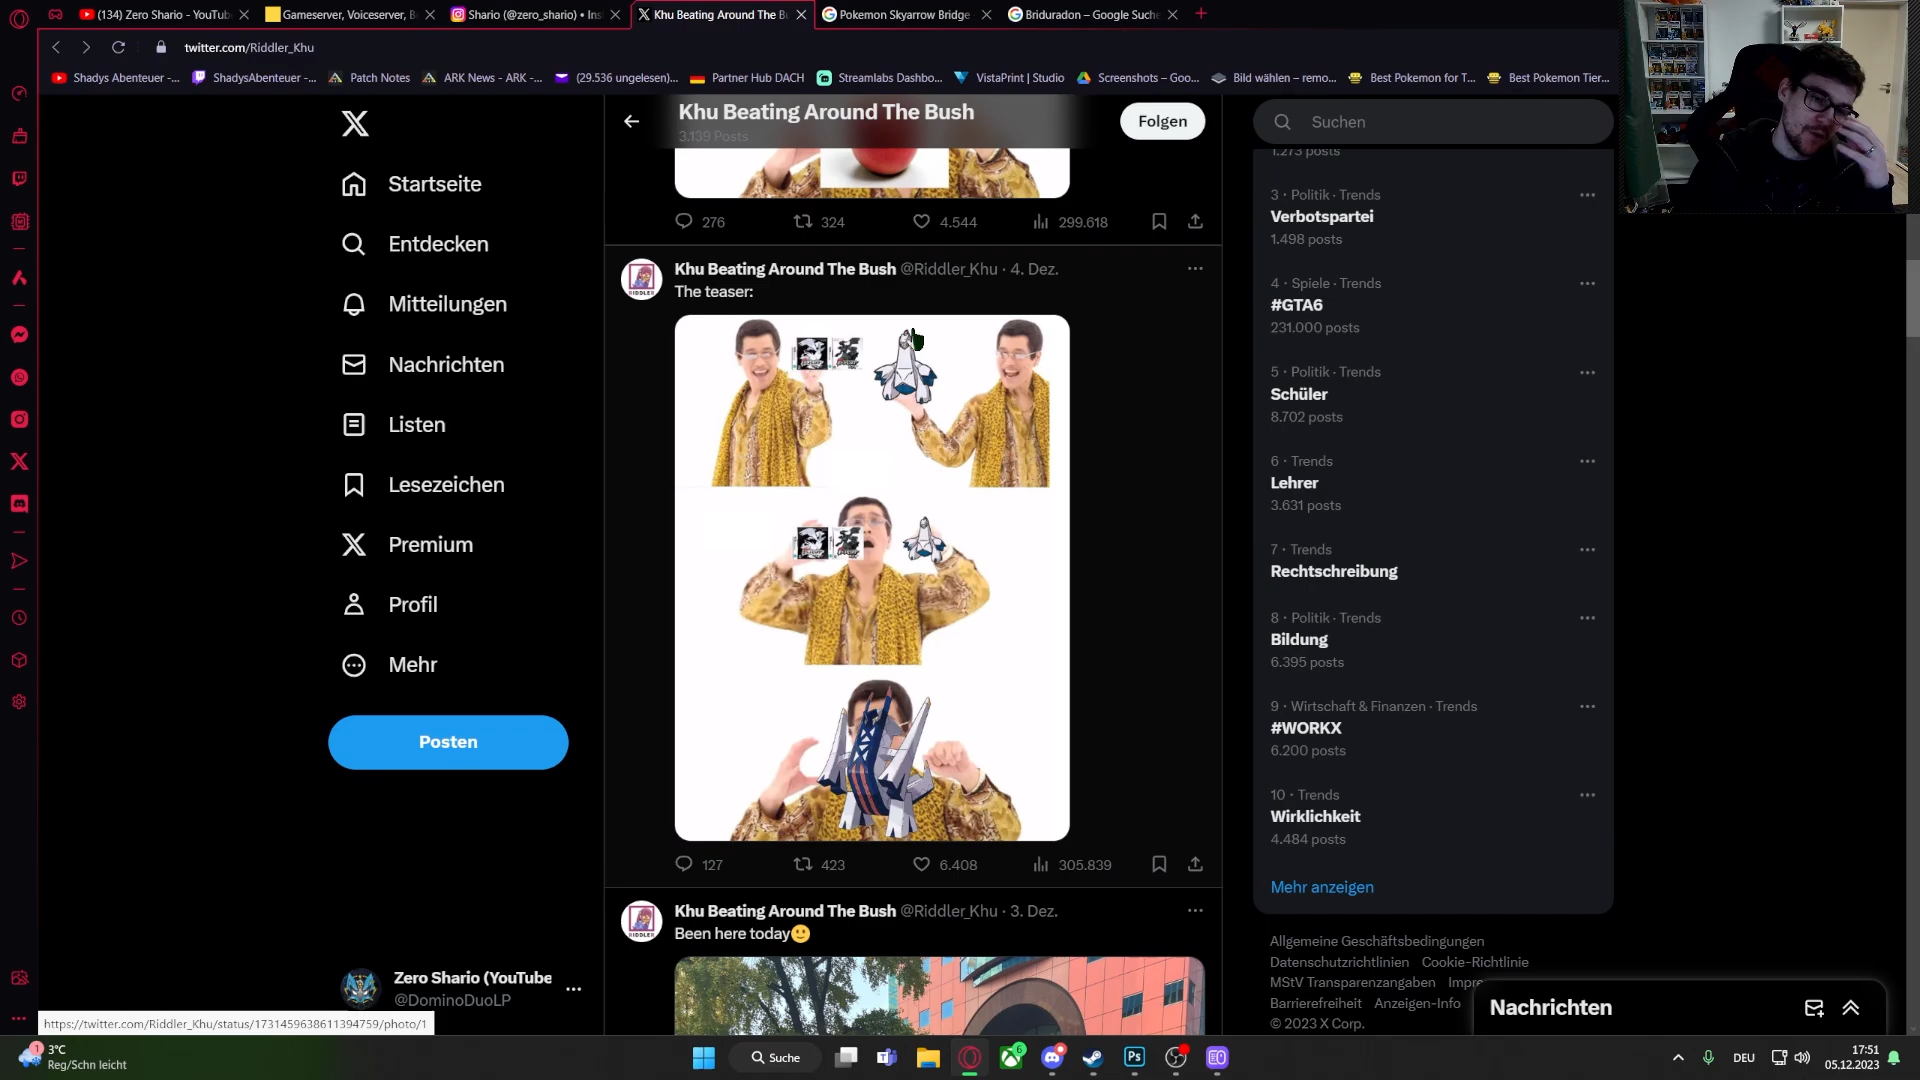 (134) Zero Shario - YouTub
Gameserver, Voiceserver, B
Shario (@zero_shario) • Ins
Khu Beating Around The B
Pokemon Skyarrow Bridge
Briduradon – Google Suche
twitter.com/Riddler_Khu
Shadys Abenteuer -...
ShadysAbenteuer -...
Patch Notes
ARK News - ARK -...
(29.536 ungelesen)...
Partner Hub DACH
Streamlabs Dashbo...
VistaPrint | Studio
Screenshots – Goo...
Bild wählen – remo...
Best Pokemon for T...
Best Pokemon Tier...
Startseite
Entdecken
Mitteilungen
Nachrichten
Listen
Lesezeichen
Premium
Profil
Mehr
Posten
Zero Shario (YouTube
@DominoDuoLP
Khu Beating Around The Bush
3.139 Posts
Folgen
276
324
4.544
299.618
Khu Beating Around The Bush @Riddler_Khu · 4. Dez.
The teaser:
127
423
6.408
305.839
Khu Beating Around The Bush @Riddler_Khu · 3. Dez.
Been here today🙂
Suchen
1.273 posts
3 · Politik · Trends
Verbotspartei
1.498 posts
4 · Spiele · Trends
#GTA6
231.000 posts
5 · Politik · Trends
Schüler
8.702 posts
6 · Trends
Lehrer
3.631 posts
7 · Trends
Rechtschreibung
8 · Politik · Trends
Bildung
6.395 posts
9 · Wirtschaft & Finanzen · Trends
#WORKX
6.200 posts
10 · Trends
Wirklichkeit
4.484 posts
Mehr anzeigen
Allgemeine Geschäftsbedingungen
Datenschutzrichtlinien Cookie-Richtlinie
MStV Transparenzangaben Impre
Barrierefreiheit Anzeigen-Info
© 2023 X Corp.
Nachrichten
https://twitter.com/Riddler_Khu/status/1731459638611394759/photo/1
1
3°C
Reg/Schn leicht
Suche
6
DEU
17:51
05.12.2023